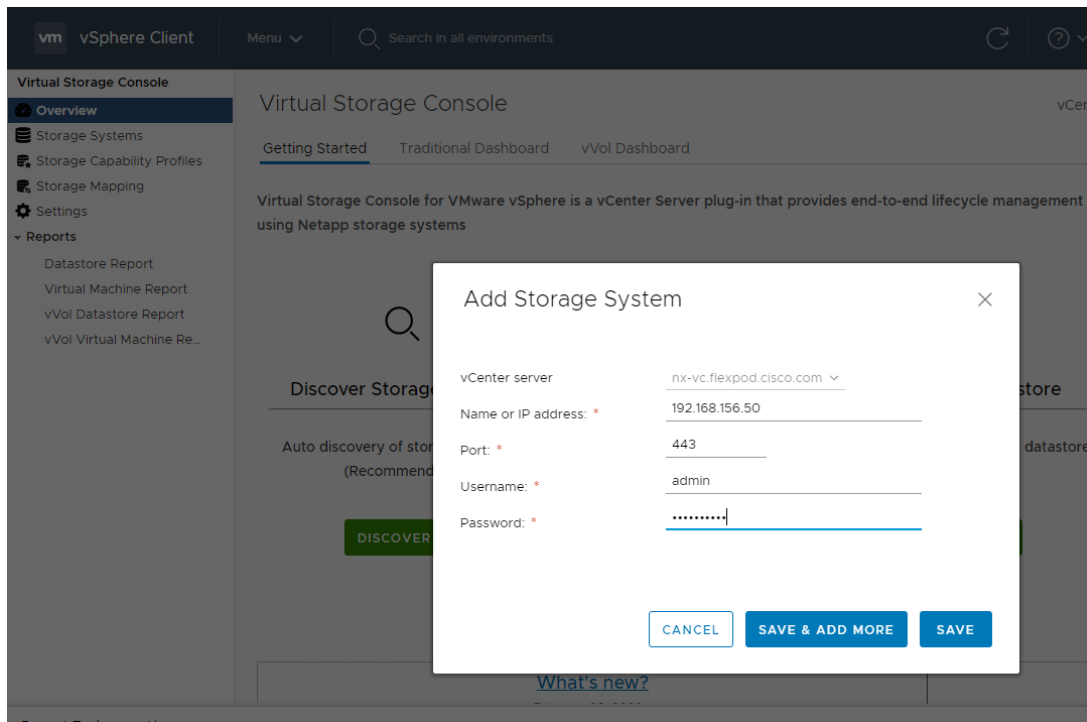 vm vSphere Client Menu Search in all environments
Virtual Storage Console
Overview
Storage Systems
Storage Capability Profiles
Storage Mapping
Settings
Reports
Datastore Report
Virtual Machine Report
vVol Datastore Report
vVol Virtual Machine Re...
Virtual Storage Console
vCer
Getting Started Traditional Dashboard vVol Dashboard
Virtual Storage Console for VMware vSphere is a vCenter Server plug-in that provides end-to-end lifecycle management
using Netapp storage systems
Discover Storag
store
Auto discovery of stor
datastore
(Recommend
DISCOVER
Add Storage System
vCenter server nx-vc.flexpod.cisco.com
Name or IP address: * 192.168.156.50
Port: * 443
Username: * admin
Password: * ••••••••••
CANCEL SAVE & ADD MORE SAVE
What's new?